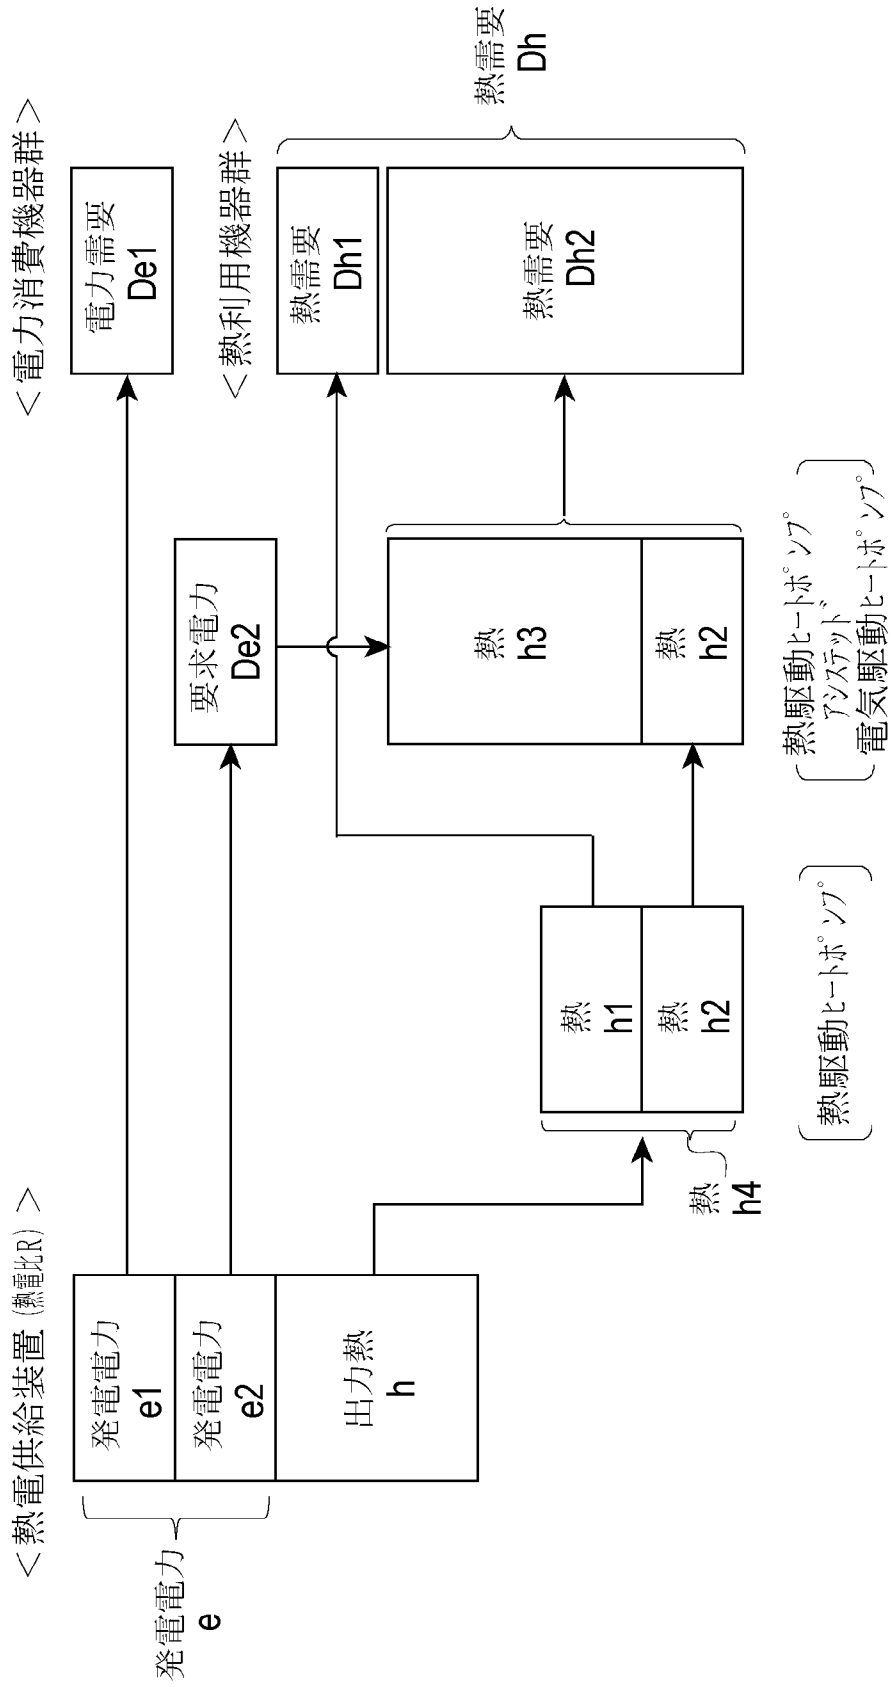 <熱電供給装置 (熱電比R) >
発電電力
e
発電電力
e1
発電電力
e2
出力熱
h
熱
h4
熱
h1
熱
h2
[熱駆動ヒートポンプ]
要求電力
De2
熱
h3
熱
h2
熱駆動ヒートポンプ
アシステッド
電気駆動ヒートポンプ
<電力消費機器群>
電力需要
De1
<熱利用機器群>
熱需要
Dh1
熱需要
Dh2
熱需要
Dh